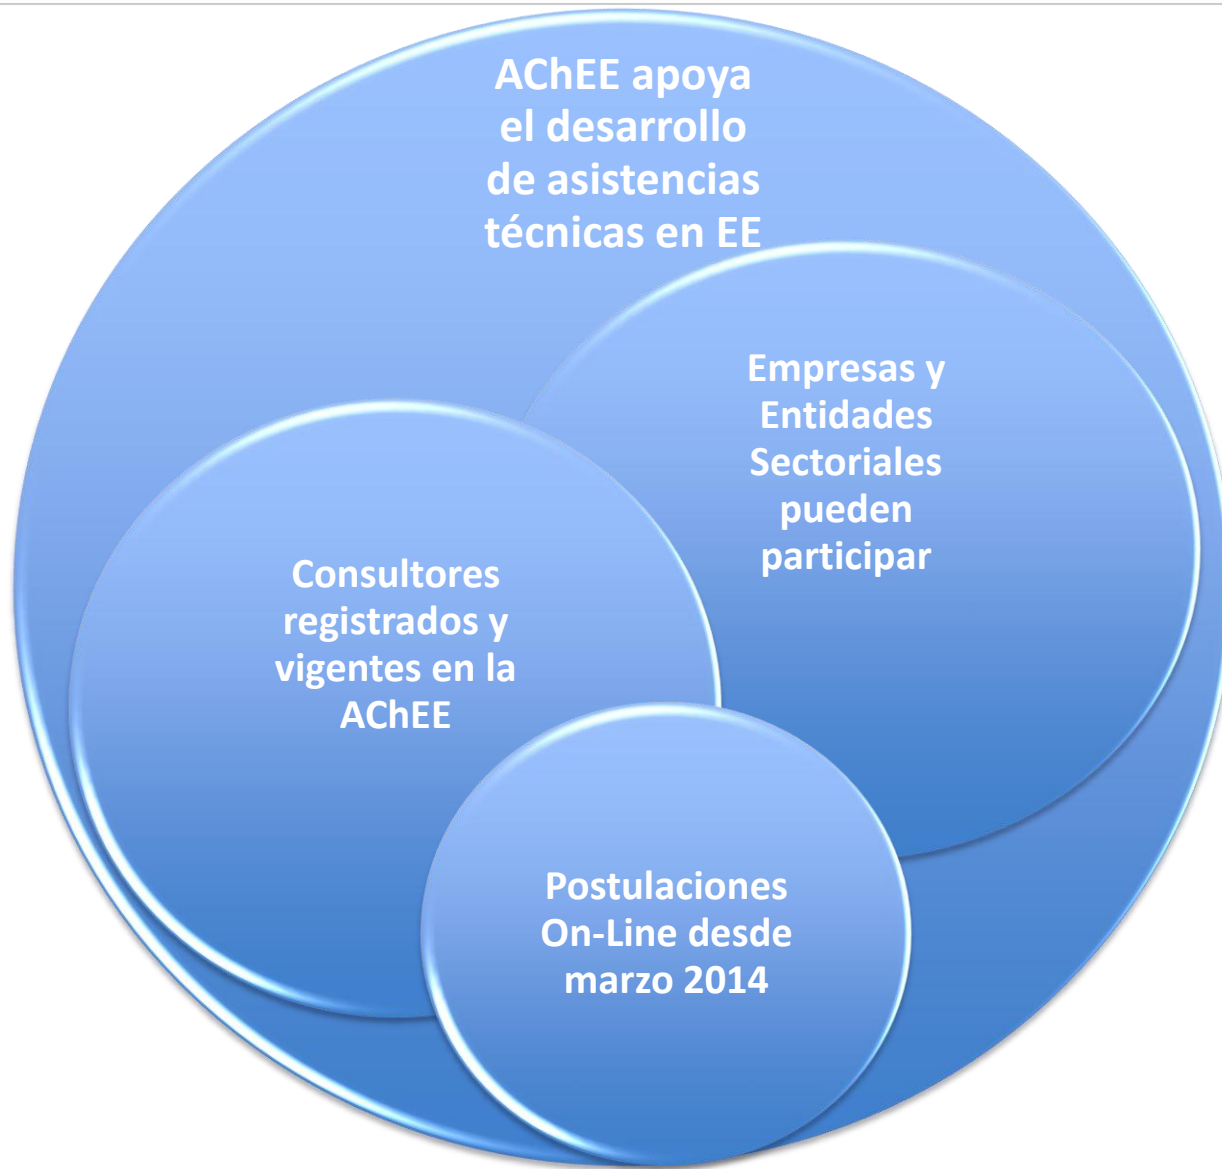 AChEE apoya
el desarrollo
de asistencias
técnicas en EE
Empresas y
Entidades
Sectoriales
pueden
participar
Consultores
registrados y
vigentes en la
AChEE
Postulaciones
On-Line desde
marzo 2014